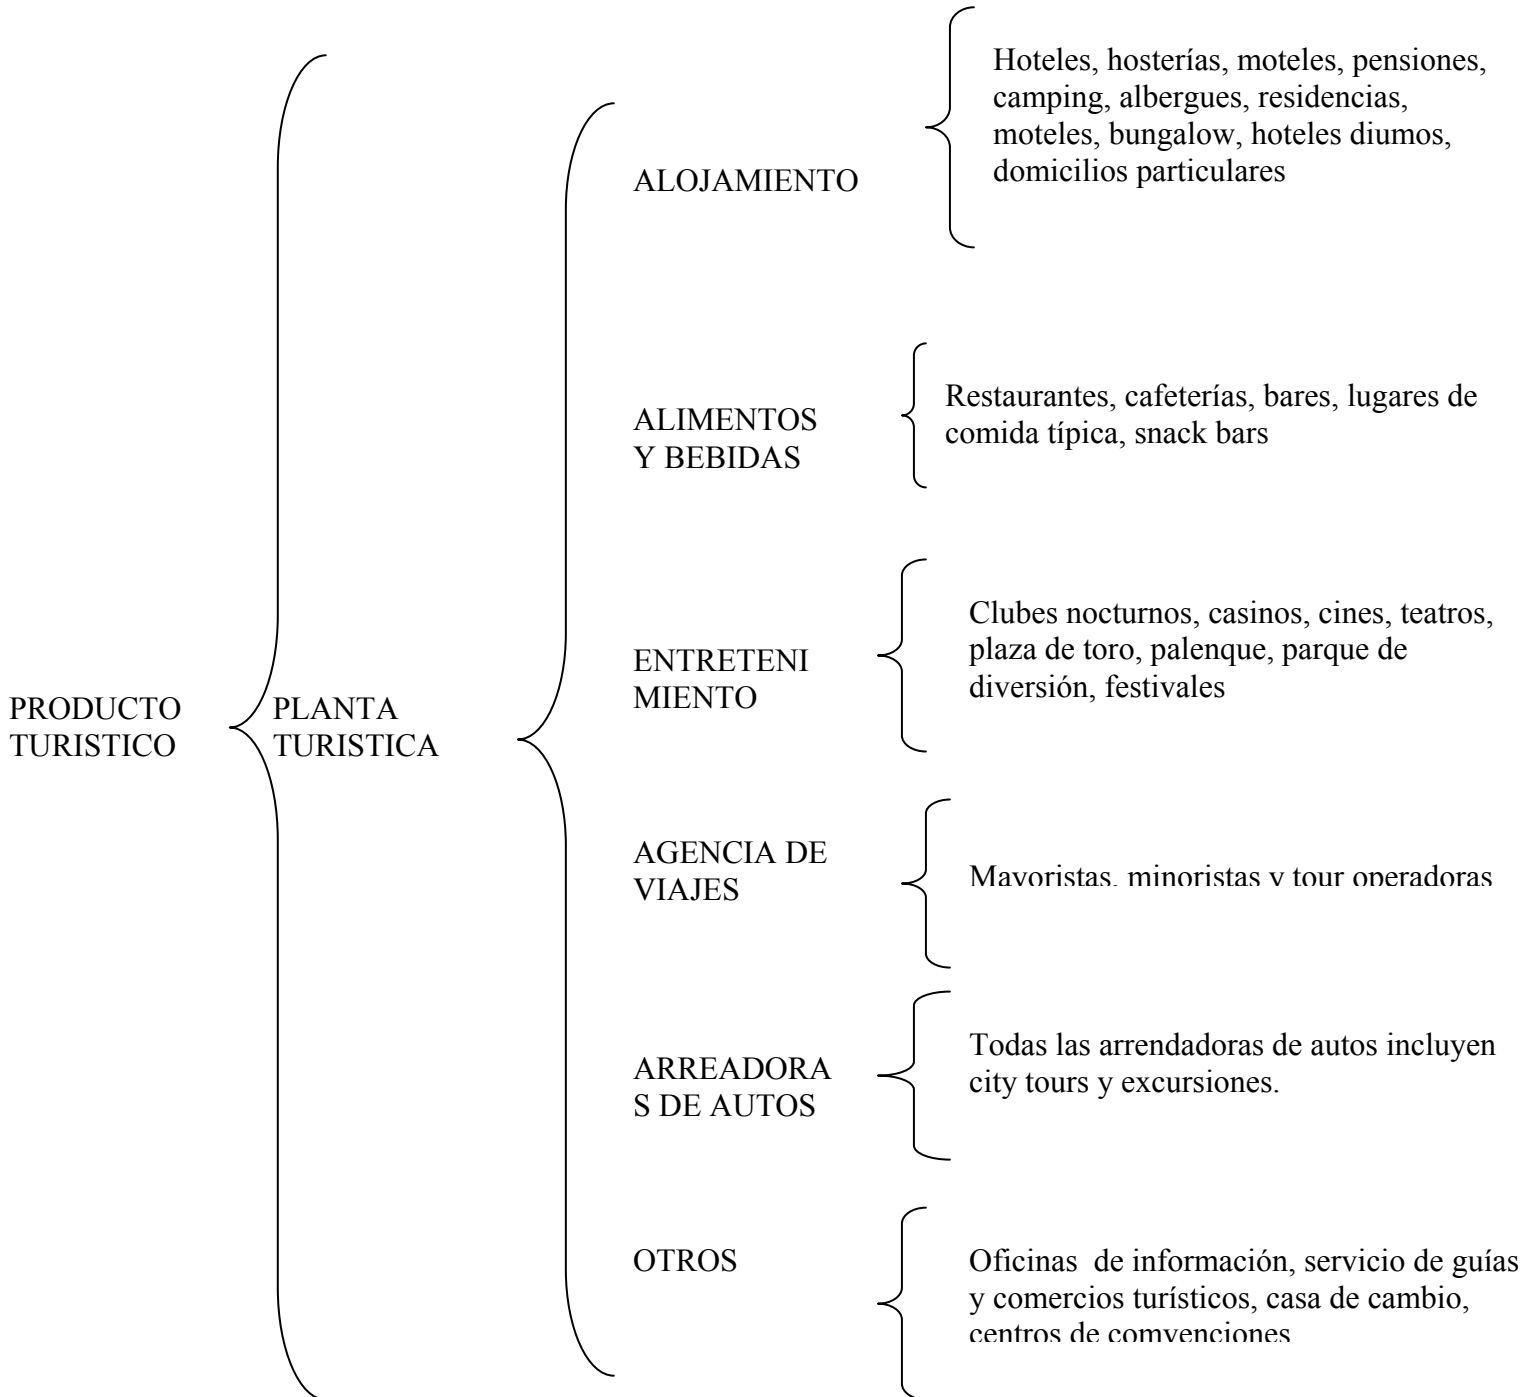 PRODUCTO
TURISTICO
PLANTA
TURISTICA
ALOJAMIENTO
Hoteles, hosterías, moteles, pensiones,
camping, albergues, residencias,
moteles, bungalow, hoteles diumos,
domicilios particulares
ALIMENTOS
Y BEBIDAS
Restaurantes, cafeterías, bares, lugares de
comida típica, snack bars
ENTRETENI
MIENTO
Clubes nocturnos, casinos, cines, teatros,
plaza de toro, palenque, parque de
diversión, festivales
AGENCIA DE
VIAJES
Mayoristas, minoristas y tour operadoras
ARREADORA
S DE AUTOS
Todas las arrendadoras de autos incluyen
city tours y excursiones.
OTROS
Oficinas  de información, servicio de guías
y comercios turísticos, casa de cambio,
centros de comvenciones